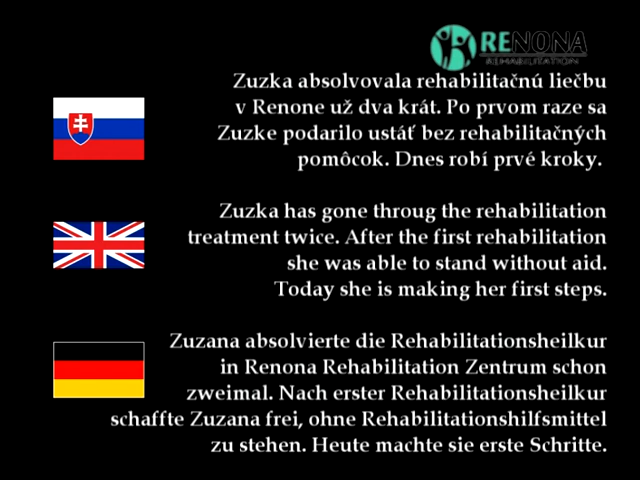 RENONA
REHABILITATION
Zuzka absolvovala rehabilitačnú liečbu
v Renone už dva krát. Po prvom raze sa
Zuzke podarilo ustáť bez rehabilitačných
pomôcok. Dnes robí prvé kroky.
Zuzka has gone throug the rehabilitation
treatment twice. After the first rehabilitation
she was able to stand without aid.
Today she is making her first steps.
Zuzana absolvierte die Rehabilitationsheilkur
in Renona Rehabilitation Zentrum schon
zweimal. Nach erster Rehabilitationsheilkur
schaffte Zuzana frei, ohne Rehabilitationshilfsmittel
zu stehen. Heute machte sie erste Schritte.